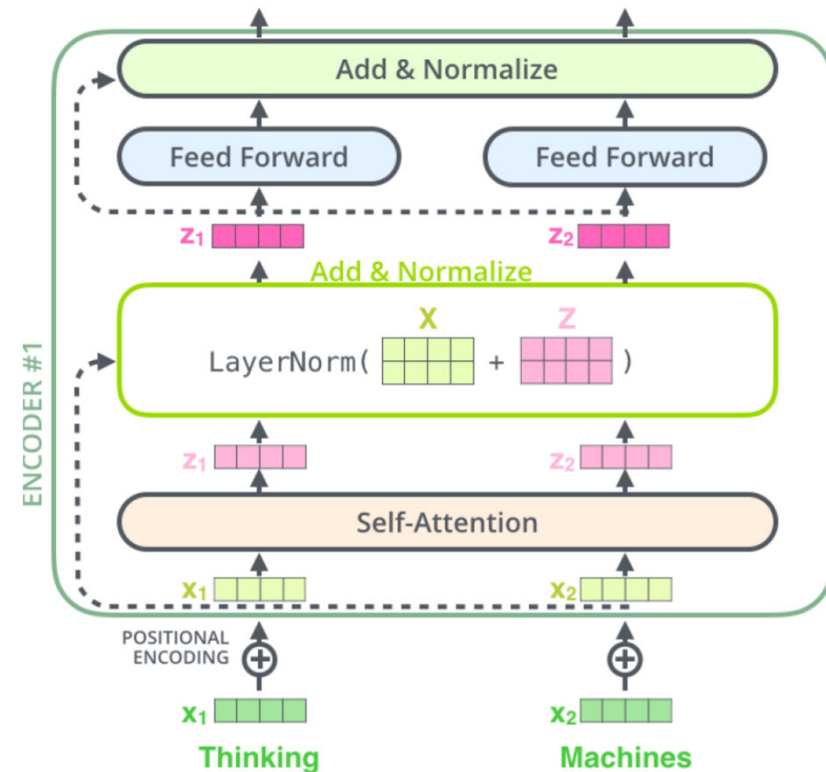 Add & Normalize
Feed Forward Feed Forward
z1 z2
Add & Normalize
X Z
LayerNorm( + )
ENCODER #1
z1 z2
Self-Attention
x1 x2
POSITIONAL
ENCODING
x1 x2
Thinking Machines